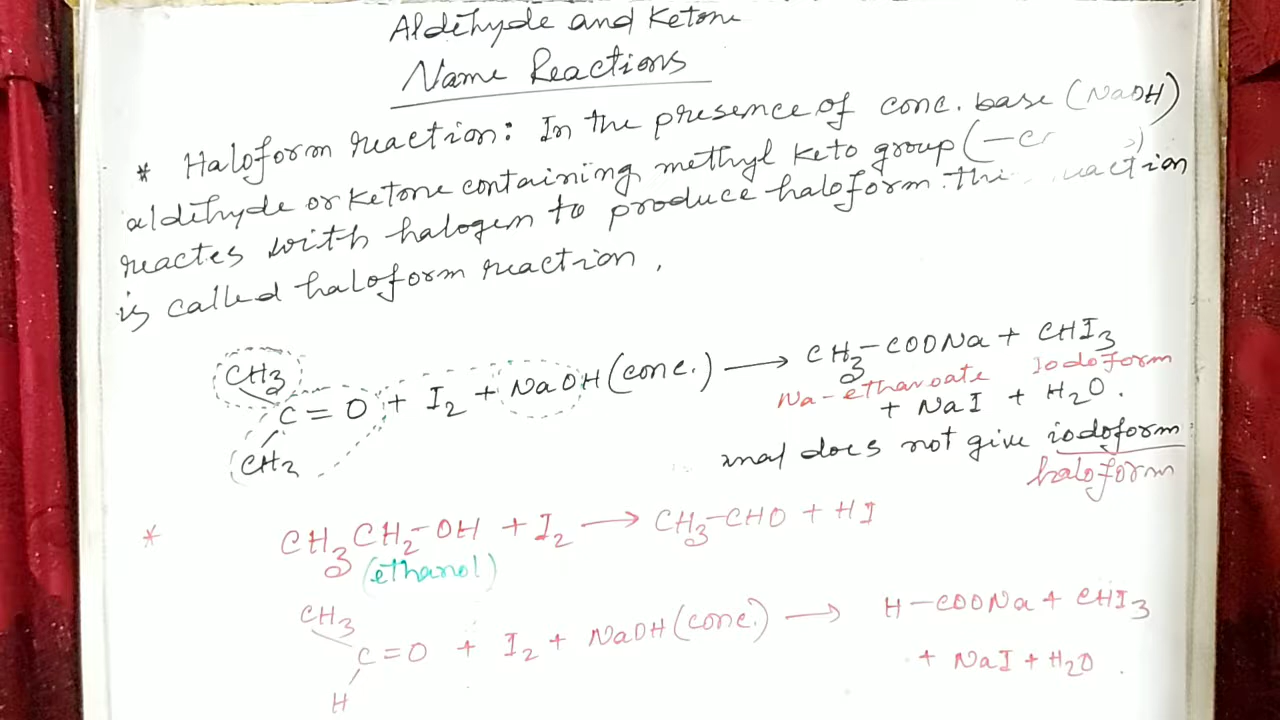 Aldehyde and Ketone
Name Reactions
* Haloform reaction: In the presence of conc. base (NaOH)
aldehyde or ketone containing methyl keto group (-C
reactes with halogen to produce haloform. thi reaction
is called haloform reaction,
CH3
C=O + I2 + NaOH (conc.) → CH3-COONa + CHI3
Na-ethanoate Iodoform
+ NaI + H2O.
CH3
does not give iodoform
haloform
* CH3CH2-OH + I2 → CH3-CHO + HI
(ethanol)
CH3
C=O + I2 + NaOH (conc.) → H-COONa + CHI3
H
+ NaI + H2O.